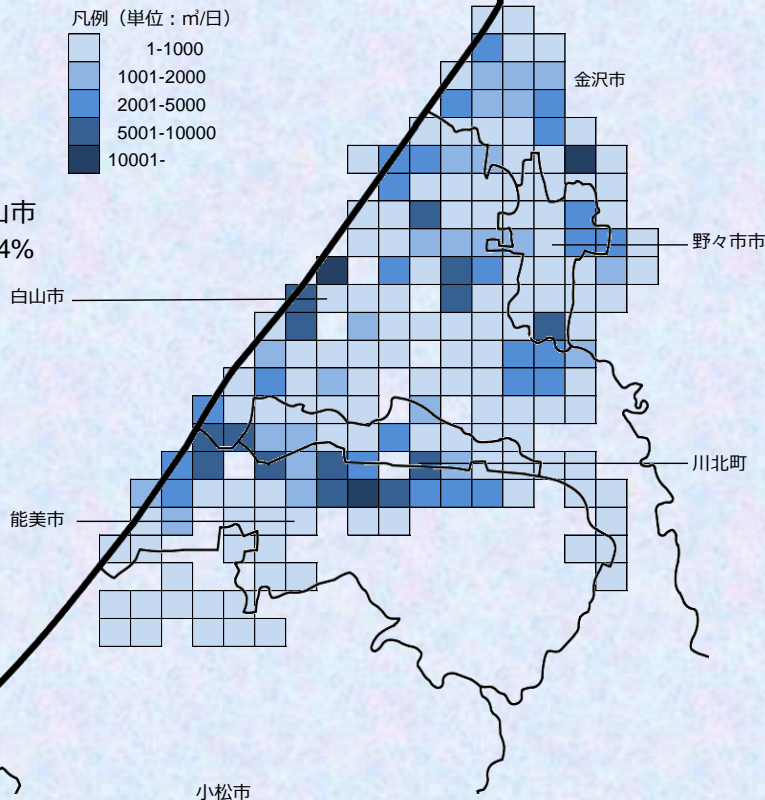 凡例（単位：㎥/日）
1-1000
1001-2000
2001-5000
5001-10000
10001-
金沢市
山市
4%
野々市市
白山市
川北町
能美市
小松市